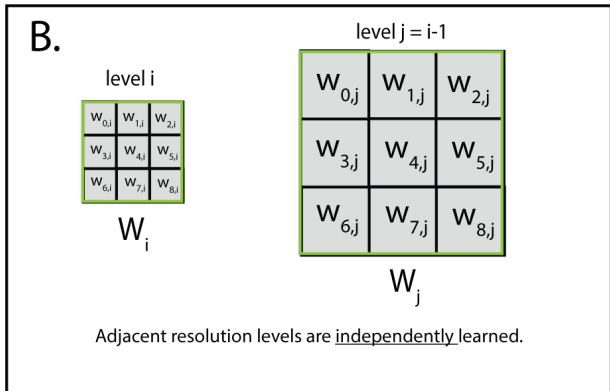 B.
level i
level j = i-1
w0,i w1,i w2,i
w3,i w4,i w5,i
w6,i w7,i w8,i
Wi
w0,j w1,j w2,j
w3,j w4,j w5,j
w6,j w7,j w8,j
Wj
Adjacent resolution levels are independently learned.